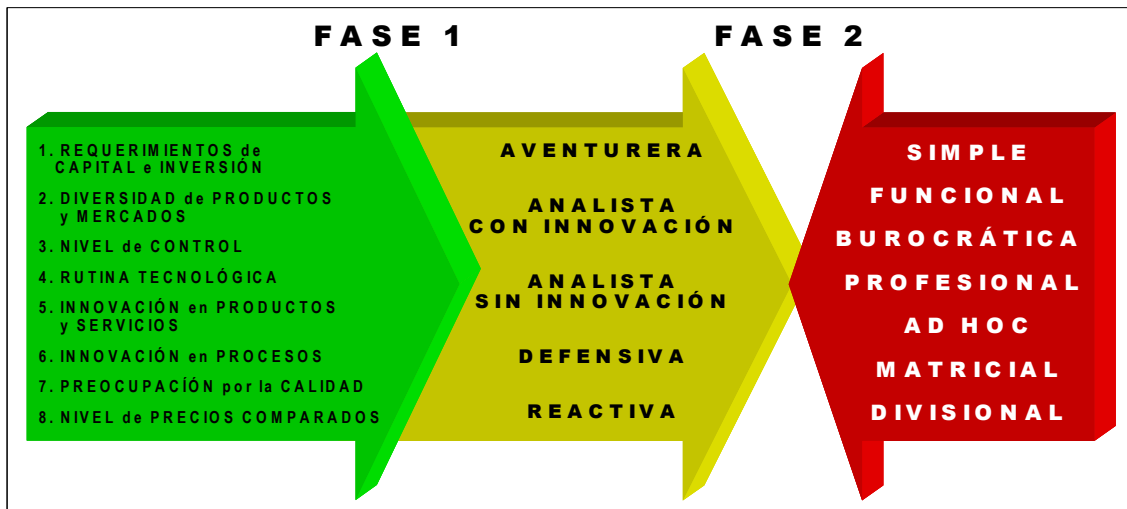 FASE 1
FASE 2
1. REQUERIMIENTOS de
CAPITAL e INVERSIÓN
2. DIVERSIDAD de PRODUCTOS
y MERCADOS
3. NIVEL de CONTROL
4. RUTINA TECNOLÓGICA
5. INNOVACIÓN en PRODUCTOS
y SERVICIOS
6. INNOVACIÓN en PROCESOS
7. PREOCUPACÍÓN por la CALIDAD
8. NIVEL de PRECIOS COMPARADOS
AVENTURERA
ANALISTA
CON INNOVACIÓN
ANALISTA
SIN INNOVACIÓN
DEFENSIVA
REACTIVA
SIMPLE
FUNCIONAL
BUROCRÁTICA
PROFESIONAL
AD HOC
MATRICIAL
DIVISIONAL